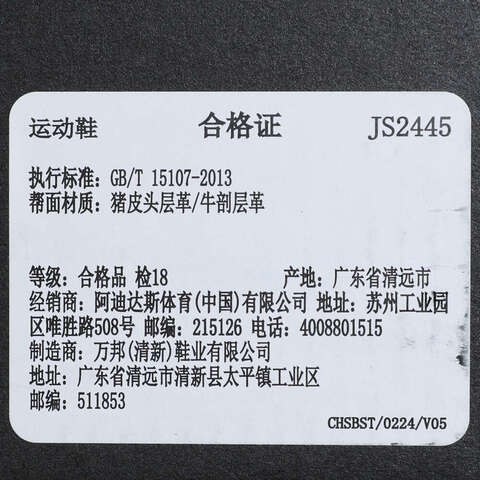 运动鞋 合格证 JS2445
执行标准: GB/T 15107-2013
帮面材质: 猪皮头层革/牛剖层革
等级: 合格品 检18 产地: 广东省清远市
经销商: 阿迪达斯体育(中国)有限公司 地址: 苏州工业园
区唯胜路508号 邮编: 215126 电话: 4008801515
制造商: 万邦(清新)鞋业有限公司
地址: 广东省清远市清新县太平镇工业区
邮编: 511853
CHSBST/0224/V05